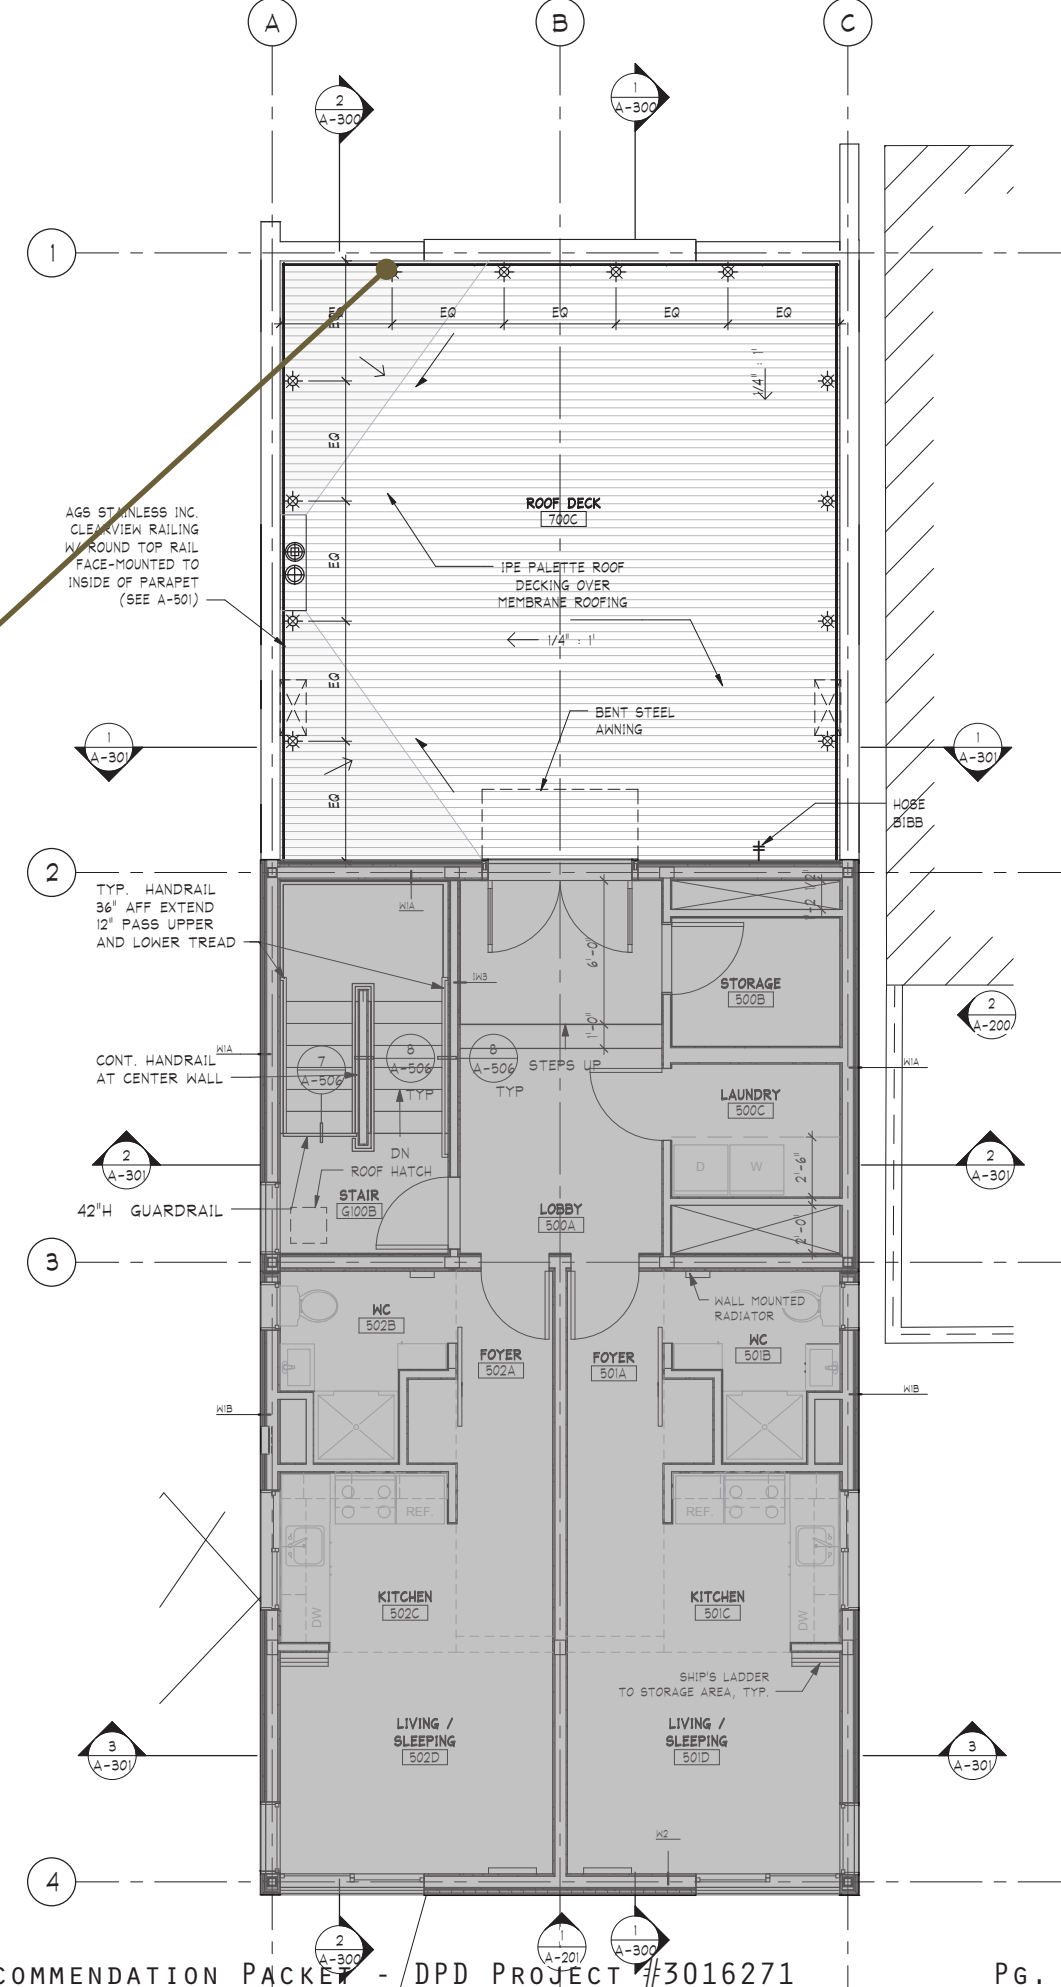 A
B
C
2
A-300
1
A-300
1
EQ
EQ
EQ
EQ
EQ
1/4" : 1'
EQ
AGS STAINLESS INC.
CLEARVIEW RAILING
W/ ROUND TOP RAIL
FACE-MOUNTED TO
INSIDE OF PARAPET
(SEE A-501)
ROOF DECK
700C
EQ
IPE PALETTE ROOF
DECKING OVER
MEMBRANE ROOFING
1/4" : 1'
EQ
BENT STEEL
AWNING
1
A-301
1
A-301
EQ
HOSE
BIBB
2
TYP. HANDRAIL
36" AFF EXTEND
12" PASS UPPER
AND LOWER TREAD
W1A
6'-0"
IW3
STORAGE
500B
2
A-200
1'-0"
W1A
CONT. HANDRAIL
AT CENTER WALL
7
A-506
8
A-506
TYP
8
A-506
TYP
STEPS UP
W1A
LAUNDRY
500C
2
A-301
DN
ROOF HATCH
D
W
2'-6"
2
A-301
42"H GUARDRAIL
STAIR
G100B
LOBBY
500A
2'-0"
3
WC
502B
WALL MOUNTED
RADIATOR
FOYER
502A
FOYER
501A
WC
501B
W1B
W1B
REF.
REF.
KITCHEN
502C
KITCHEN
501C
DW
DW
SHIP'S LADDER
TO STORAGE AREA, TYP.
LIVING /
SLEEPING
502D
LIVING /
SLEEPING
501D
3
A-301
3
A-301
W2
4
2
A-300
1
A-201
1
A-300
COMMENDATION PACKET - DPD PROJECT #3016271 PG.